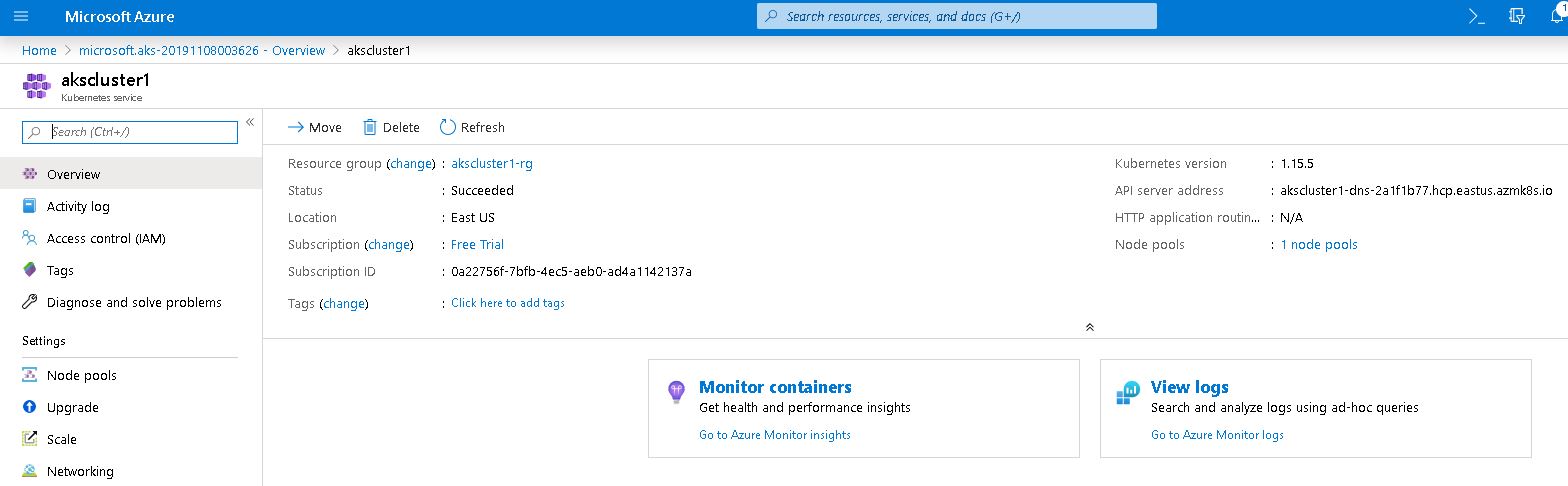 Microsoft Azure
Search resources, services, and docs (G+/)
1
Home > microsoft.aks-20191108003626 - Overview > akscluster1
akscluster1
Kubernetes service
Search (Ctrl+/)
«
Overview
Activity log
Access control (IAM)
Tags
Diagnose and solve problems
Settings
Node pools
Upgrade
Scale
Networking
Move Delete Refresh
Resource group (change) : akscluster1-rg
Status : Succeeded
Location : East US
Subscription (change) : Free Trial
Subscription ID : 0a22756f-7bfb-4ec5-aeb0-ad4a1142137a
Tags (change) : Click here to add tags
Kubernetes version : 1.15.5
API server address : akscluster1-dns-2a1f1b77.hcp.eastus.azmk8s.io
HTTP application routin... : N/A
Node pools : 1 node pools
Monitor containers
Get health and performance insights
Go to Azure Monitor insights
View logs
Search and analyze logs using ad-hoc queries
Go to Azure Monitor logs